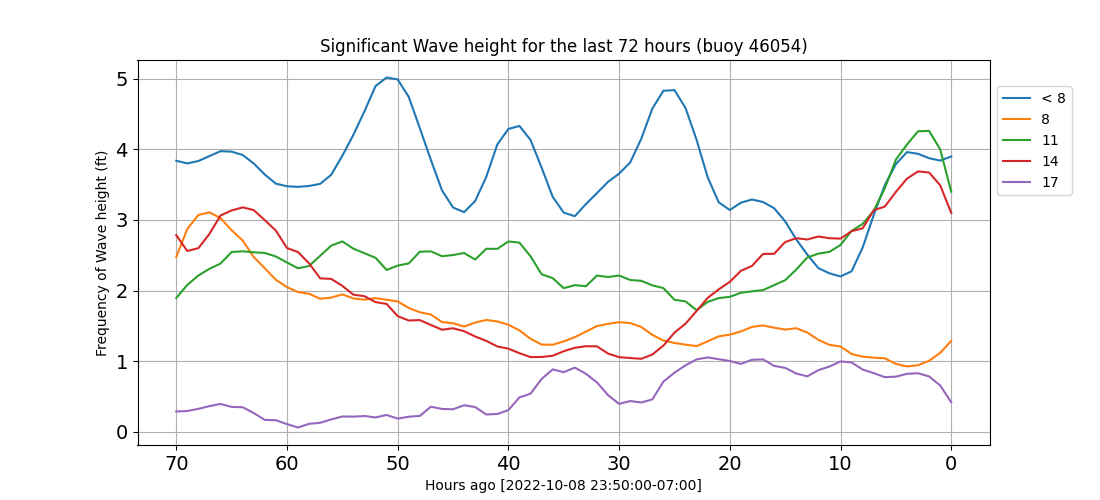 Significant Wave height for the last 72 hours (buoy 46054)
Frequency of Wave height (ft)
5
4
3
2
1
0
70 60 50 40 30 20 10 0
Hours ago [2022-10-08 23:50:00-07:00]
< 8
8
11
14
17